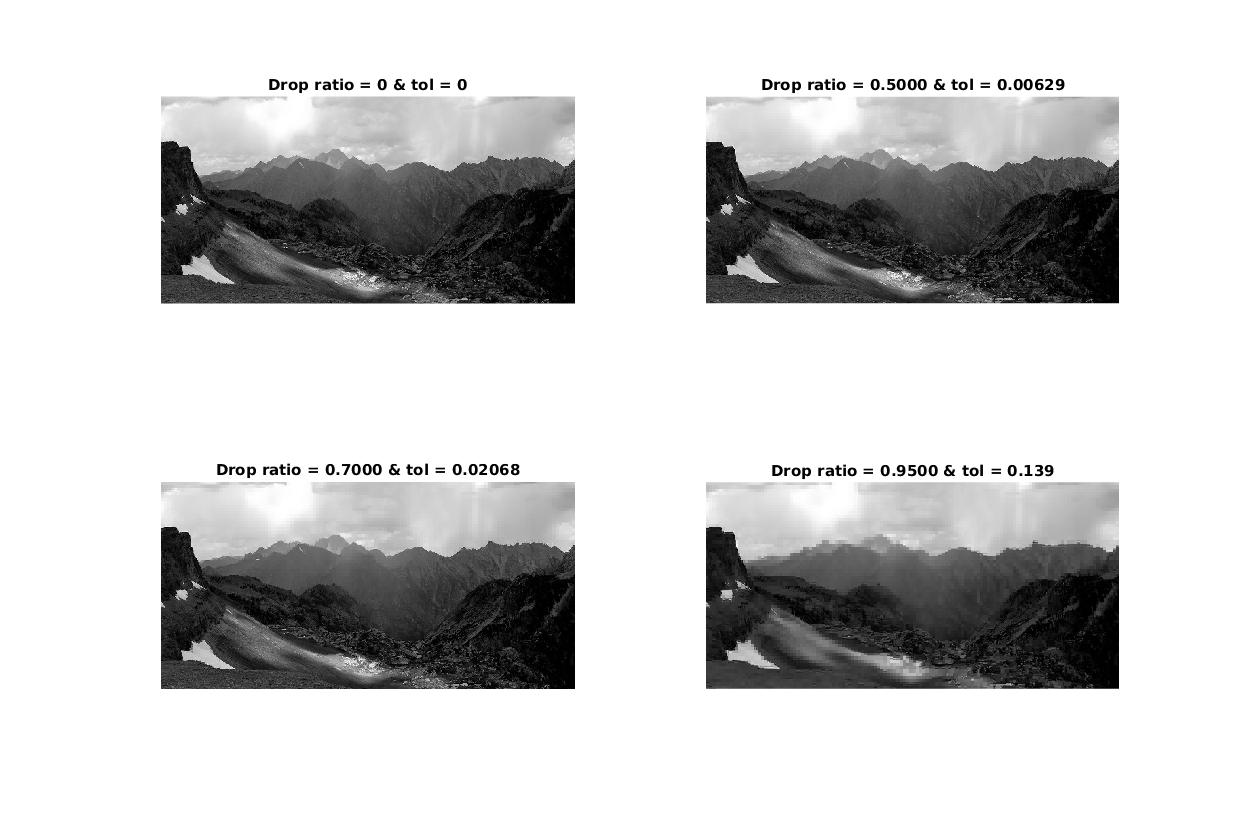 Drop ratio = 0 & tol = 0
Drop ratio = 0.5000 & tol = 0.00629
Drop ratio = 0.7000 & tol = 0.02068
Drop ratio = 0.9500 & tol = 0.139